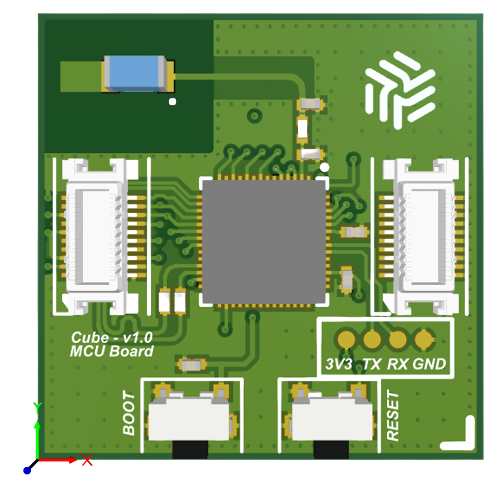 Cube - v1.0
MCU Board
3V3 TX RX GND
BOOT
RESET
Y
X